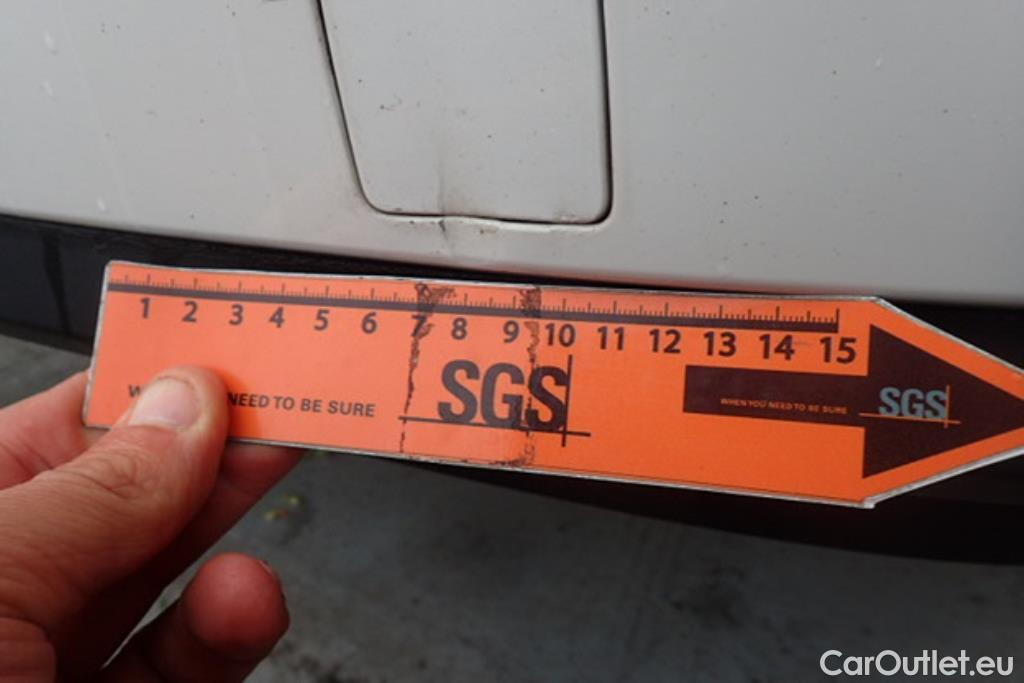 1 2 3 4 5 6 7 8 9 10 11 12 13 14 15
NEED TO BE SURE
SGS
WHEN YOU NEED TO BE SURE
SGS
CarOutlet.eu